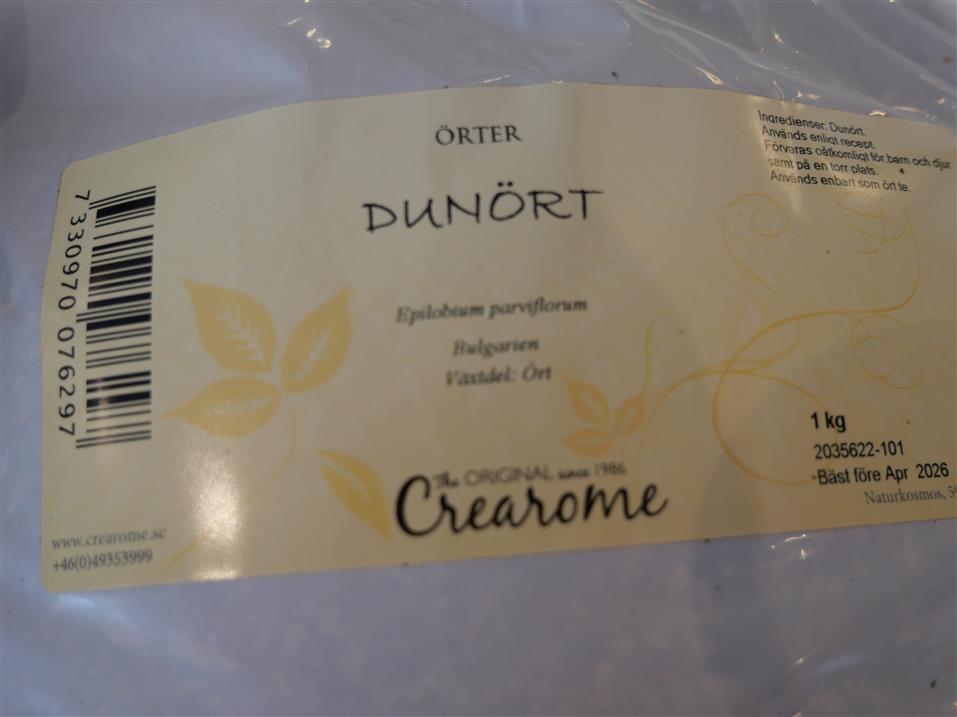 ÖRTER
DUNÖRT
Epilobium parviflorum
Bulgarien
Växtdel: Ört
The ORIGINAL since 1986
Crearome
Ingredienser: Dunört.
Används enligt recept.
Förvaras oåtkomligt för barn och djur
samt på en torr plats.
Används enbart som ört te.
1 kg
2035622-101
Bäst före Apr 2026
Naturkosmos,
7 330970 076297
www.crearome.se
+46(0)49353999